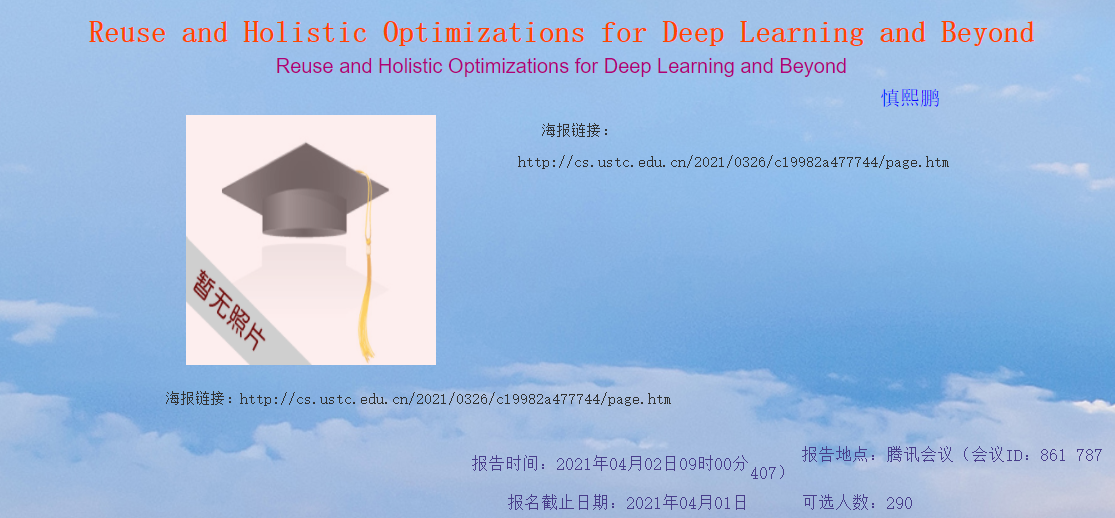 Reuse and Holistic Optimizations for Deep Learning and Beyond
Reuse and Holistic Optimizations for Deep Learning and Beyond
慎熙鹏
海报链接：
http://cs.ustc.edu.cn/2021/0326/c19982a477744/page.htm
暂无照片
海报链接：http://cs.ustc.edu.cn/2021/0326/c19982a477744/page.htm
报告时间：2021年04月02日09时00分
报告地点：腾讯会议（会议ID：861 787
407）
报名截止日期：2021年04月01日
可选人数：290